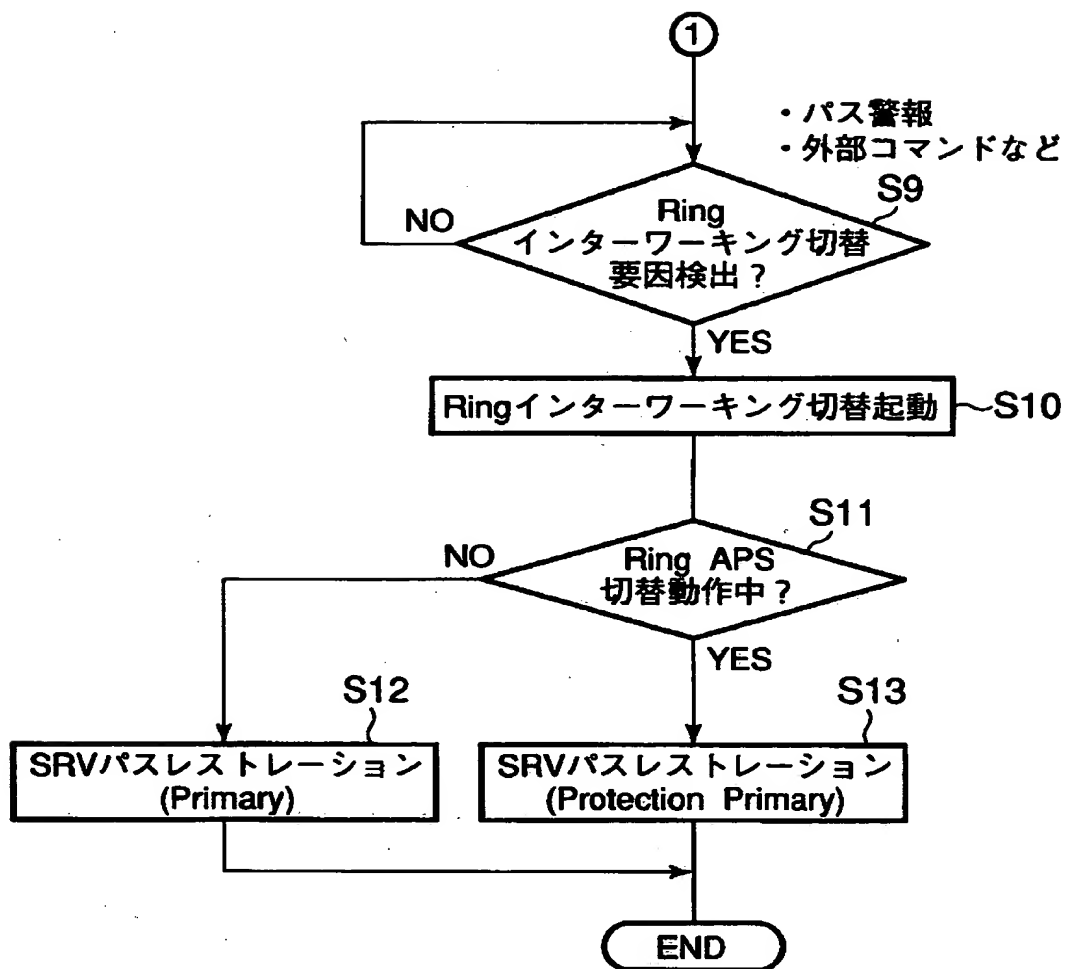 1
・パス警報
・外部コマンドなど
S9
NO
Ring
インターワーキング切替
要因検出？
YES
Ringインターワーキング切替起動
S10
S11
NO
Ring APS
切替動作中？
YES
S12
S13
SRVパスレストレーション
(Primary)
SRVパスレストレーション
(Protection Primary)
END